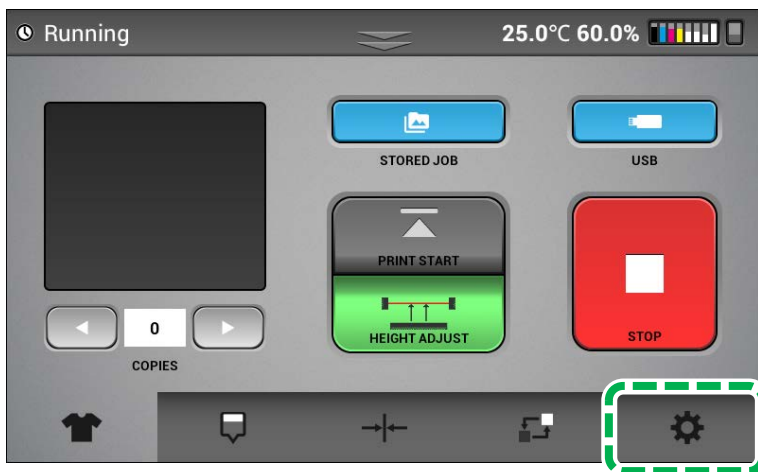 Running
25.0°C 60.0%
STORED JOB
USB
PRINT START
HEIGHT ADJUST
STOP
0
COPIES